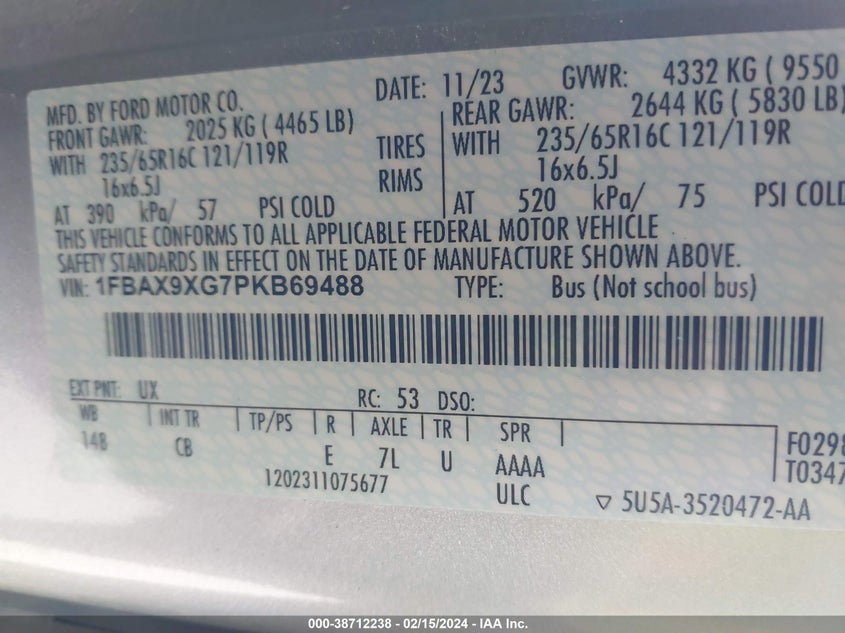 MFD. BY FORD MOTOR CO. DATE: 11/23 GVWR: 4332 KG ( 9550
FRONT GAWR: 2025 KG ( 4465 LB) REAR GAWR: 2644 KG ( 5830 LB)
WITH 235/65R16C 121/119R TIRES WITH 235/65R16C 121/119R
16x6.5J RIMS 16x6.5J
AT 390 kPa/ 57 PSI COLD AT 520 kPa/ 75 PSI COLD
THIS VEHICLE CONFORMS TO ALL APPLICABLE FEDERAL MOTOR VEHICLE
SAFETY STANDARDS IN EFFECT ON THE DATE OF MANUFACTURE SHOWN ABOVE.
VIN: 1FBAX9XG7PKB69488 TYPE: Bus (Not school bus)
EXT PNT: UX RC: 53 DSO:
WB INT TR TP/PS R AXLE TR SPR
148 CB E 7L U AAAA
F0298
T0347
1202311075677 ULC ▽ 5U5A-3520472-AA
000-38712238 - 02/15/2024 - IAA Inc.